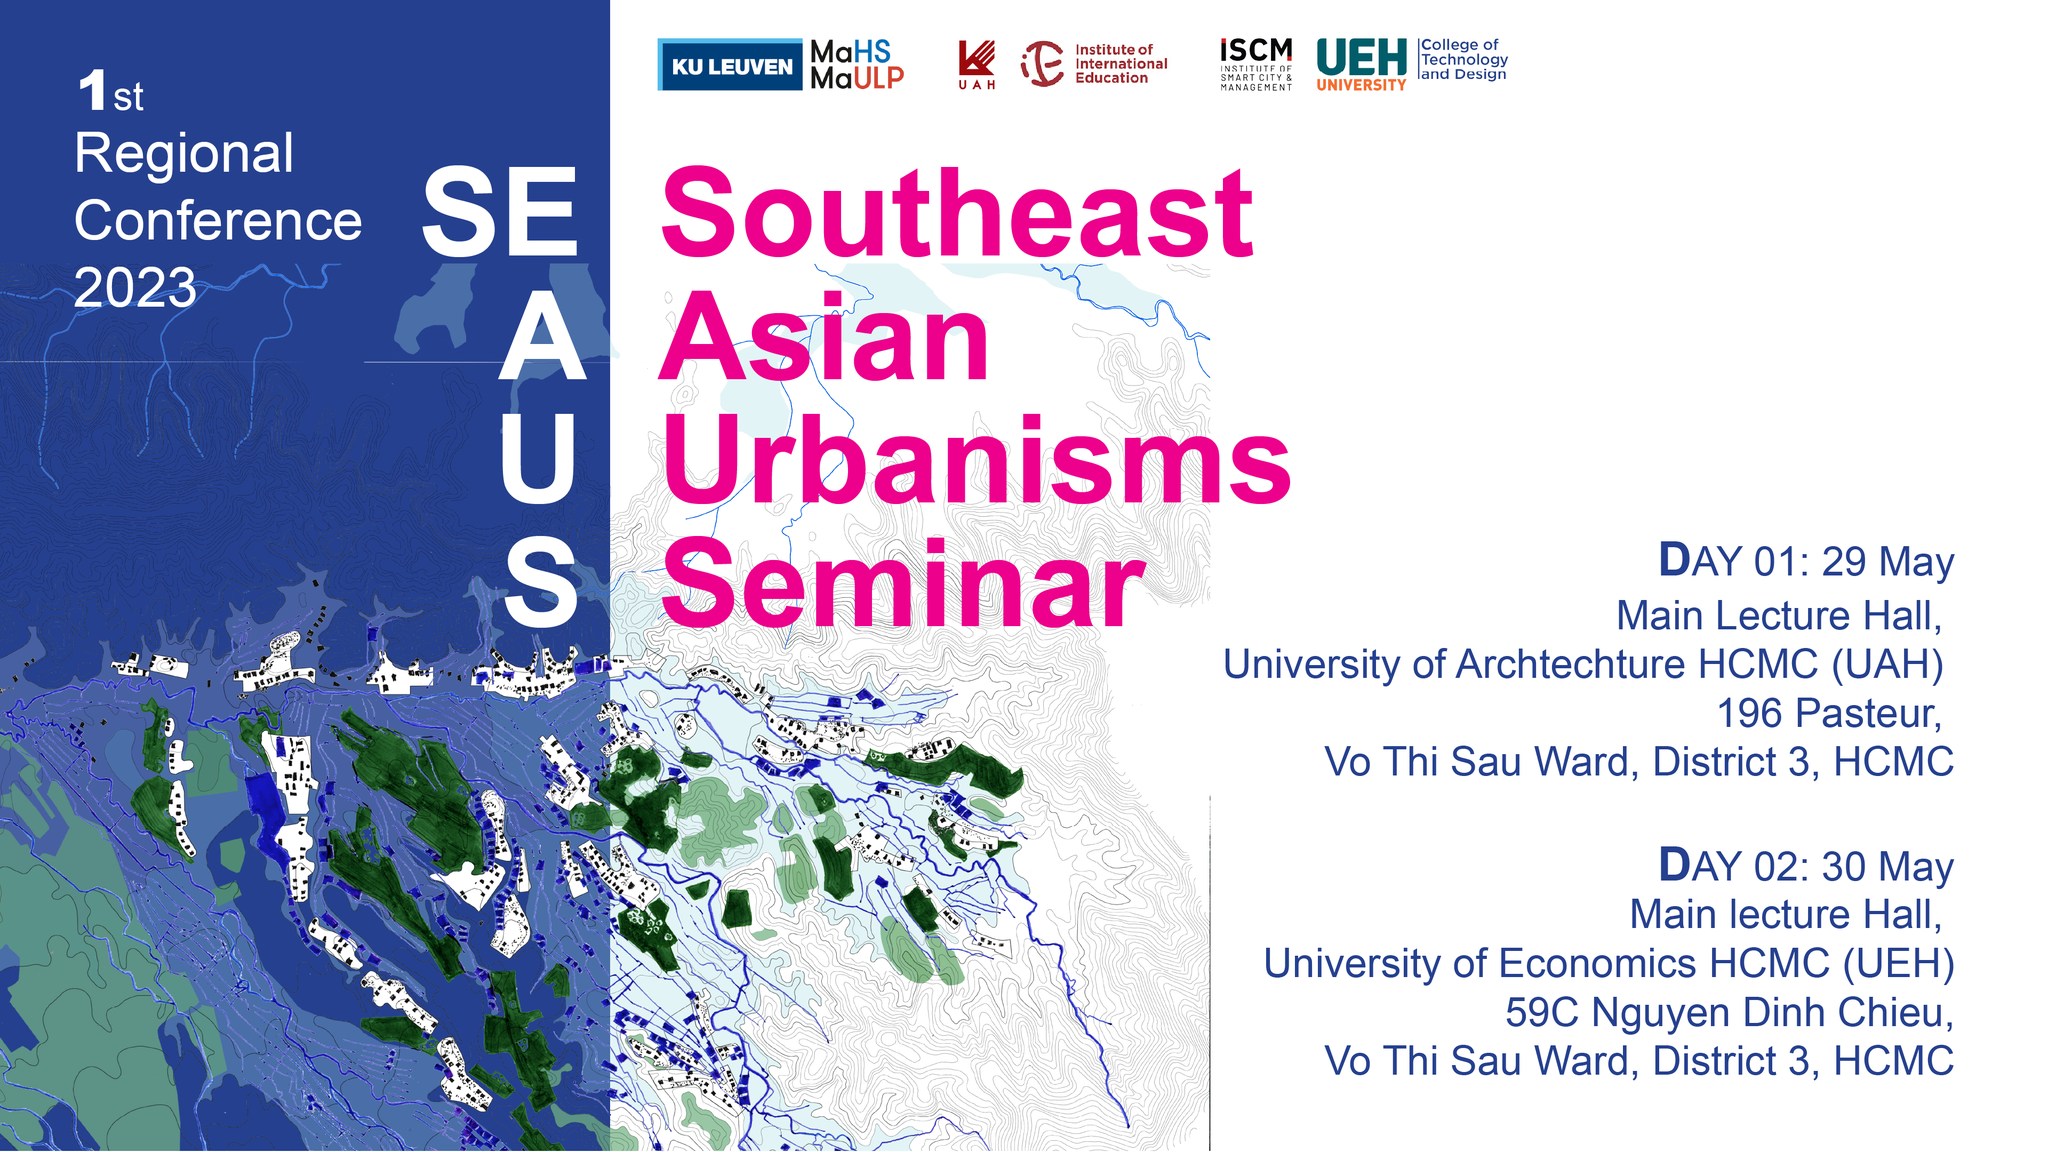 1st
Regional
Conference
2023
KU LEUVEN
MaHS
MaULP
UAH
iE
Institute of
International
Education
ISCM
INSTITUTE OF
SMART CITY &
MANAGEMENT
UEH
UNIVERSITY
College of
Technology
and Design
SE
A
U
S
Southeast
Asian
Urbanisms
Seminar
DAY 01: 29 May
Main Lecture Hall,
University of Archtechture HCMC (UAH)
196 Pasteur,
Vo Thi Sau Ward, District 3, HCMC
DAY 02: 30 May
Main lecture Hall,
University of Economics HCMC (UEH)
59C Nguyen Dinh Chieu,
Vo Thi Sau Ward, District 3, HCMC